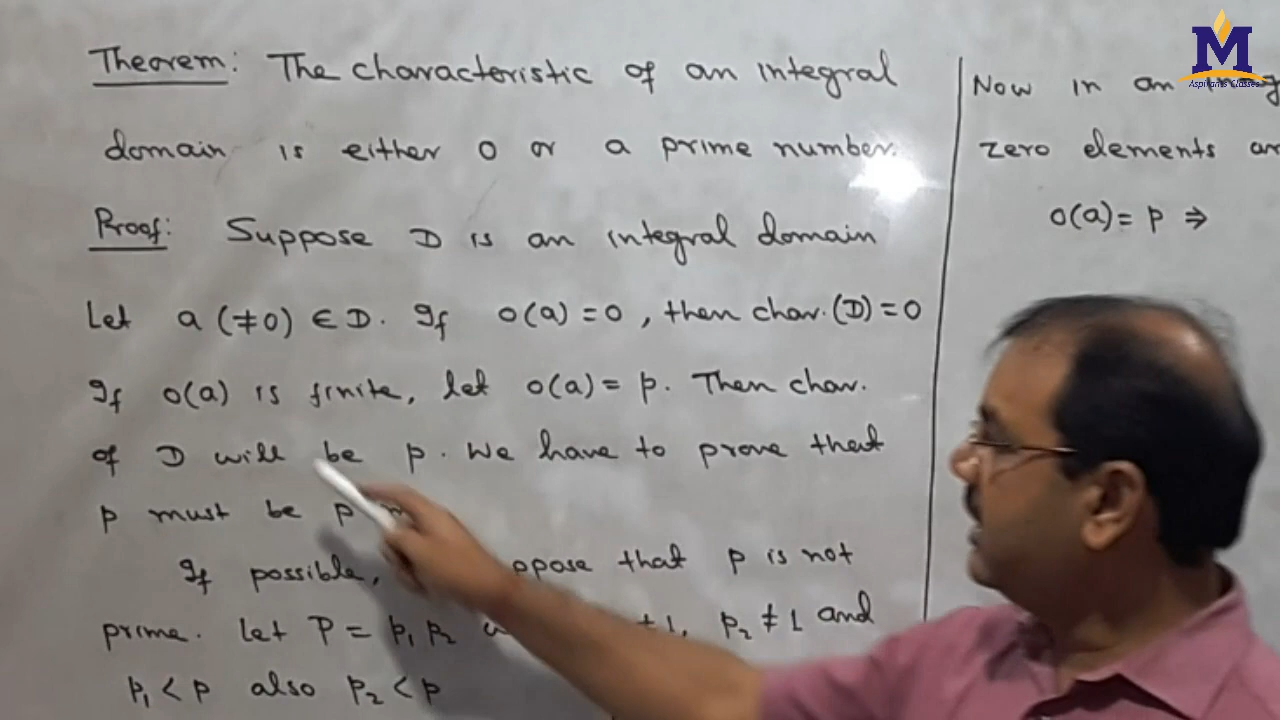 Theorem: The characteristic of an integral
domain is either 0 or a prime number.
Proof: Suppose D is an integral domain
Let a (≠0) ∈ D. If o(a) = 0, then char. (D) = 0
If o(a) is finite, let o(a) = p. Then char.
of D will be p. We have to prove that
p must be
If possible, that p is not
prime. Let P = p₁ p₂ ≠ 1, p₂ ≠ 1 and
p₁ < p also p₂ < p
Now in an
zero elements
o(a) = p ⇒
M
Aspirants Classes